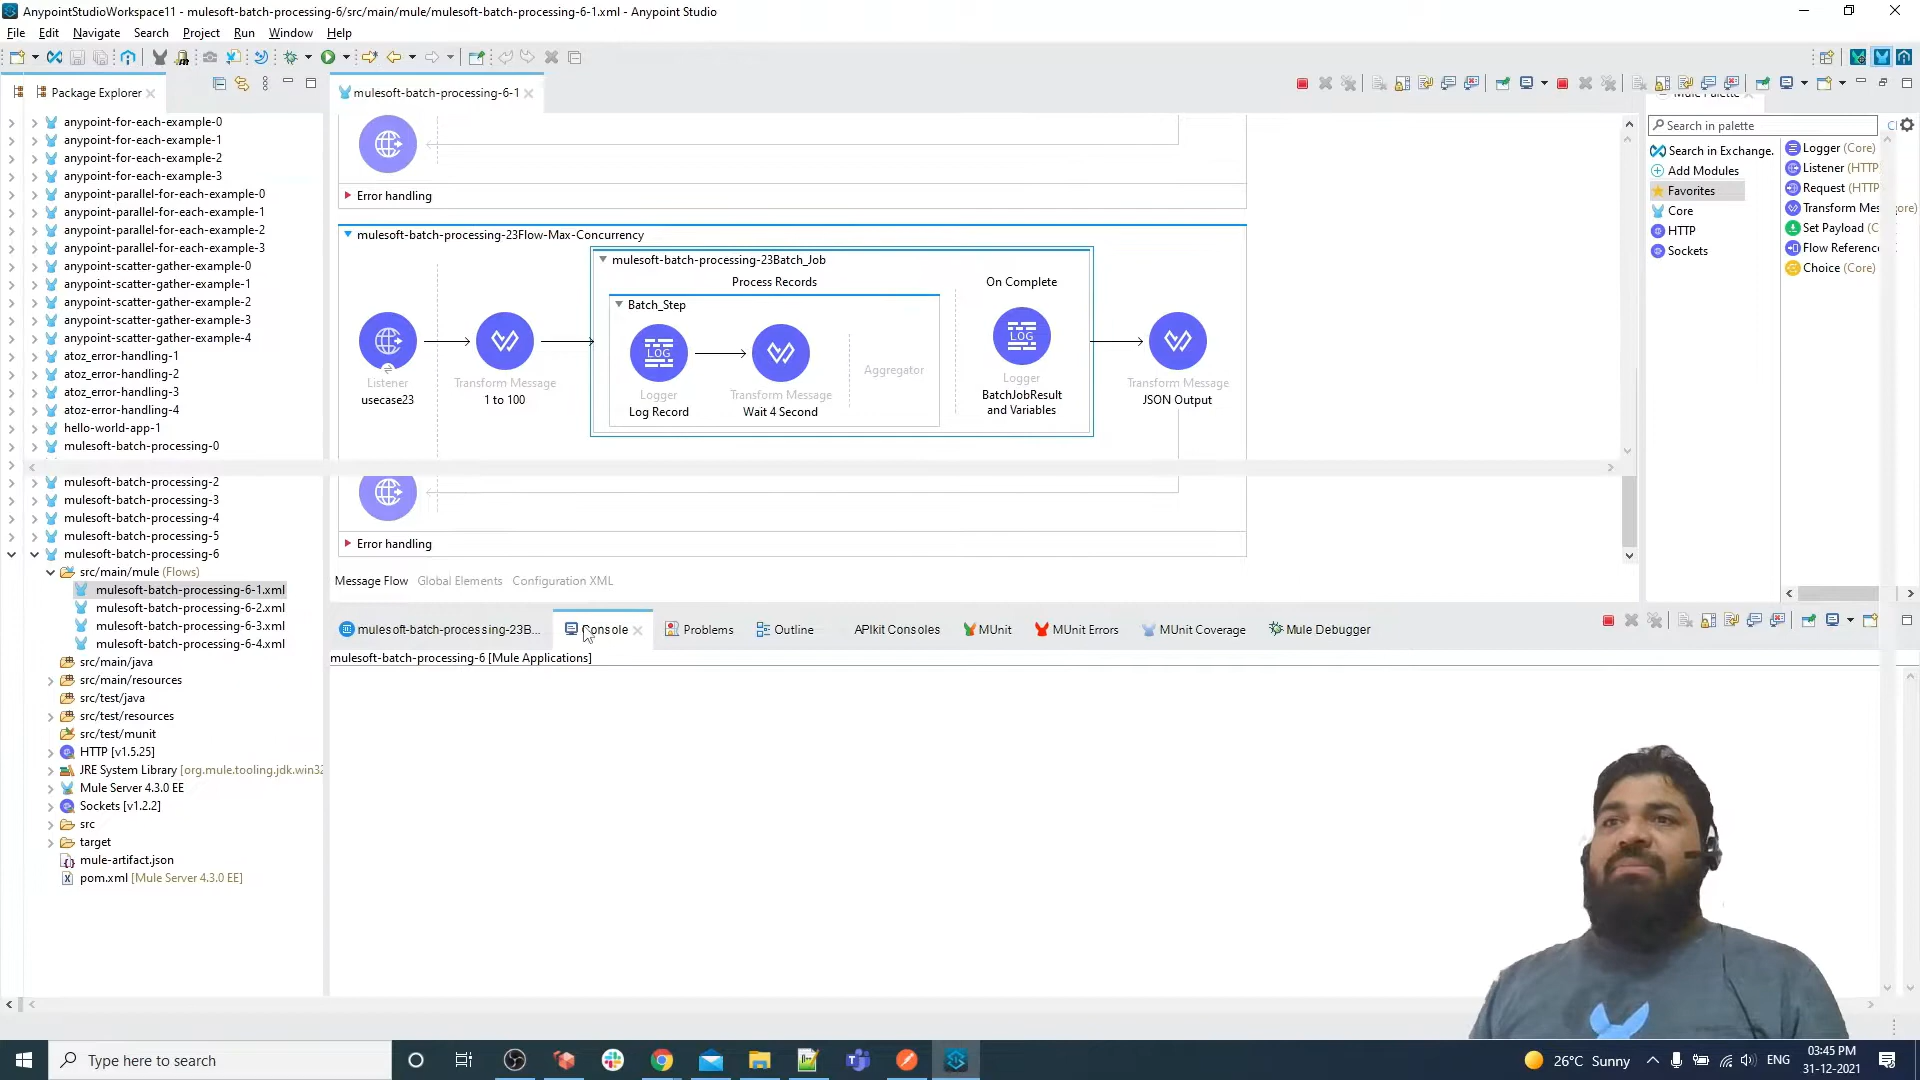 AnypointStudioWorkspace11 - mulesoft-batch-processing-6/src/main/mule/mulesoft-batch-processing-6-1.xml - Anypoint Studio
File Edit Navigate Search Project Run Window Help
Package Explorer
mulesoft-batch-processing-6-1
anypoint-for-each-example-0
anypoint-for-each-example-1
anypoint-for-each-example-2
anypoint-for-each-example-3
anypoint-parallel-for-each-example-0
anypoint-parallel-for-each-example-1
anypoint-parallel-for-each-example-2
anypoint-parallel-for-each-example-3
anypoint-scatter-gather-example-0
anypoint-scatter-gather-example-1
anypoint-scatter-gather-example-2
anypoint-scatter-gather-example-3
anypoint-scatter-gather-example-4
atoz_error-handling-1
atoz_error-handling-2
atoz_error-handling-3
atoz-error-handling-4
hello-world-app-1
mulesoft-batch-processing-0
mulesoft-batch-processing-2
mulesoft-batch-processing-3
mulesoft-batch-processing-4
mulesoft-batch-processing-5
mulesoft-batch-processing-6
src/main/mule (Flows)
mulesoft-batch-processing-6-1.xml
mulesoft-batch-processing-6-2.xml
mulesoft-batch-processing-6-3.xml
mulesoft-batch-processing-6-4.xml
src/main/java
src/main/resources
src/test/java
src/test/resources
src/test/munit
HTTP [v1.5.25]
JRE System Library [org.mule.tooling.jdk.win32
Mule Server 4.3.0 EE
Sockets [v1.2.2]
src
target
mule-artifact.json
pom.xml [Mule Server 4.3.0 EE]
Error handling
mulesoft-batch-processing-23Flow-Max-Concurrency
mulesoft-batch-processing-23Batch_Job
Process Records
On Complete
Batch_Step
LOG
LOG
Listener
usecase23
Transform Message
1 to 100
Logger
Log Record
Transform Message
Wait 4 Second
Aggregator
Logger
BatchJobResult
and Variables
Transform Message
JSON Output
Error handling
Message Flow Global Elements Configuration XML
Mule Palette
Search in palette
Cl
Search in Exchange.
Add Modules
Favorites
Core
HTTP
Sockets
Logger (Core)
Listener (HTTP
Request (HTTP
Transform Mes ore)
Set Payload (C
Flow Referenc
Choice (Core)
mulesoft-batch-processing-23B... Console Problems Outline APIkit Consoles MUnit MUnit Errors MUnit Coverage Mule Debugger
mulesoft-batch-processing-6 [Mule Applications]
Type here to search
26°C Sunny
ENG
03:45 PM
31-12-2021